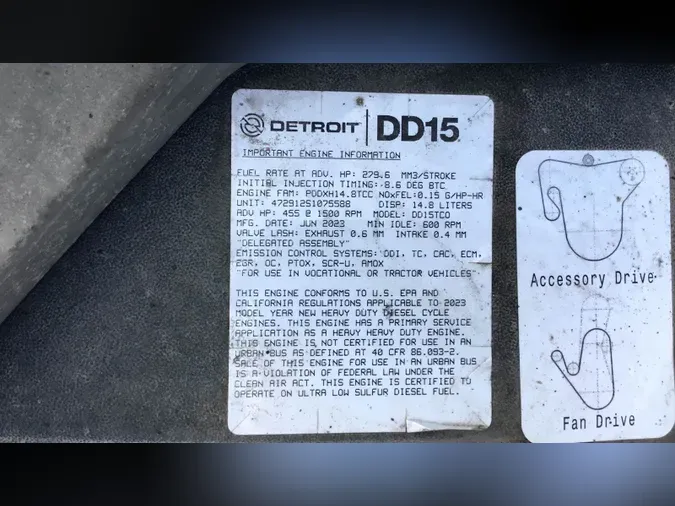 DETROIT DD15
IMPORTANT ENGINE INFORMATION
FUEL RATE AT ADV. HP: 279.6 MM3/STROKE
INITIAL INJECTION TIMING: -8.6 DEG BTC
ENGINE FAM: PDDXH14.8TCC NOxFEL:0.15 G/HP-HR
UNIT: 472912S1075588 DISP: 14.8 LITERS
ADV HP: 455 @ 1500 RPM MODEL: DD15TCO
MFG. DATE: JUN 2023 MIN IDLE: 600 RPM
VALVE LASH: EXHAUST 0.6 MM INTAKE 0.4 MM
"DELEGATED ASSEMBLY"
EMISSION CONTROL SYSTEMS: DDI, TC, CAC, ECM,
EGR, OC, PTOX, SCR-U, AMOX
"FOR USE IN VOCATIONAL OR TRACTOR VEHICLES"
THIS ENGINE CONFORMS TO U.S. EPA AND
CALIFORNIA REGULATIONS APPLICABLE TO 2023
MODEL YEAR NEW HEAVY DUTY DIESEL CYCLE
ENGINES. THIS ENGINE HAS A PRIMARY SERVICE
APPLICATION AS A HEAVY HEAVY DUTY ENGINE.
THIS ENGINE IS NOT CERTIFIED FOR USE IN AN
URBAN BUS AS DEFINED AT 40 CFR 86.093-2.
SALE OF THIS ENGINE FOR USE IN AN URBAN BUS
IS A VIOLATION OF FEDERAL LAW UNDER THE
CLEAN AIR ACT. THIS ENGINE IS CERTIFIED TO
OPERATE ON ULTRA LOW SULFUR DIESEL FUEL.
Accessory Drive
Fan Drive